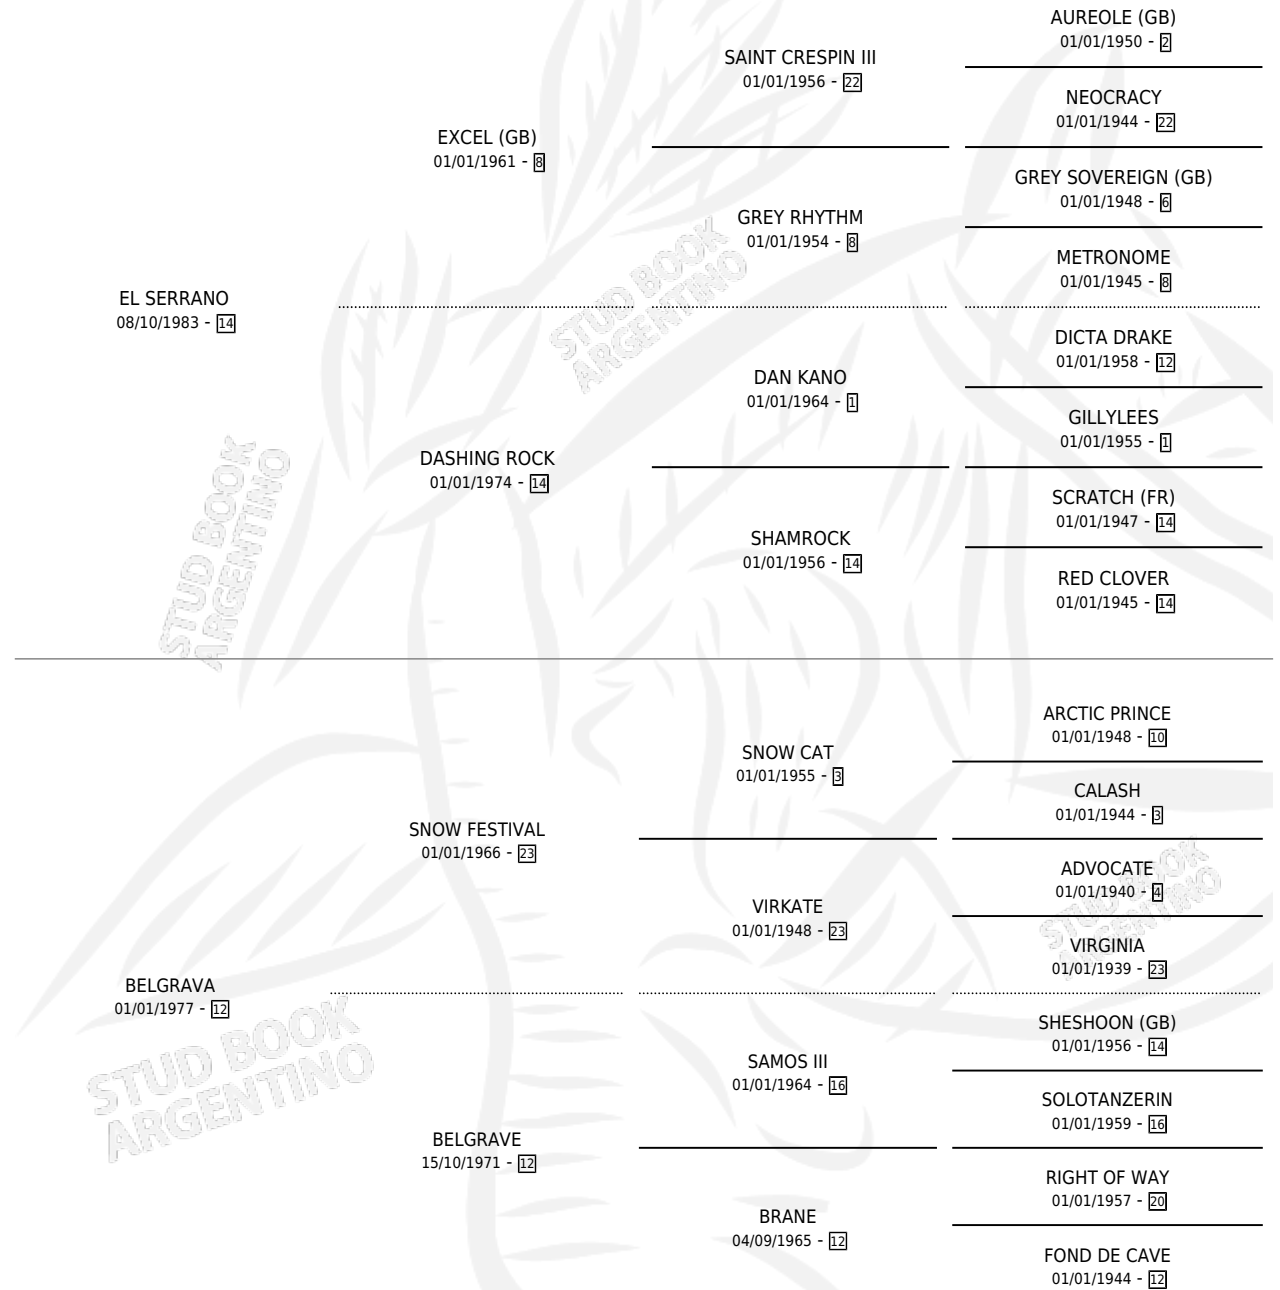 AUREOLE (GB)
01/01/1950 - 2
SAINT CRESPIN III
01/01/1956 - 22
NEOCRACY
01/01/1944 - 22
EXCEL (GB)
01/01/1961 - 8
GREY SOVEREIGN (GB)
01/01/1948 - 6
GREY RHYTHM
01/01/1954 - 8
METRONOME
01/01/1945 - 8
EL SERRANO
08/10/1983 - 14
DICTA DRAKE
01/01/1958 - 12
DAN KANO
01/01/1964 - 1
GILLYLEES
01/01/1955 - 1
DASHING ROCK
01/01/1974 - 14
SCRATCH (FR)
01/01/1947 - 14
SHAMROCK
01/01/1956 - 14
RED CLOVER
01/01/1945 - 14
ARCTIC PRINCE
01/01/1948 - 10
SNOW CAT
01/01/1955 - 3
CALASH
01/01/1944 - 3
SNOW FESTIVAL
01/01/1966 - 23
ADVOCATE
01/01/1940 - 4
VIRKATE
01/01/1948 - 23
VIRGINIA
01/01/1939 - 23
BELGRAVA
01/01/1977 - 12
SHESHOON (GB)
01/01/1956 - 14
SAMOS III
01/01/1964 - 16
SOLOTANZERIN
01/01/1959 - 16
BELGRAVE
15/10/1971 - 12
RIGHT OF WAY
01/01/1957 - 20
BRANE
04/09/1965 - 12
FOND DE CAVE
01/01/1944 - 12
STUD BOOK
ARGENTINO
STUD BOOK
ARGENTINO
STUD BOOK
ARGENTINO
STUD BOOK
ARGENTINO